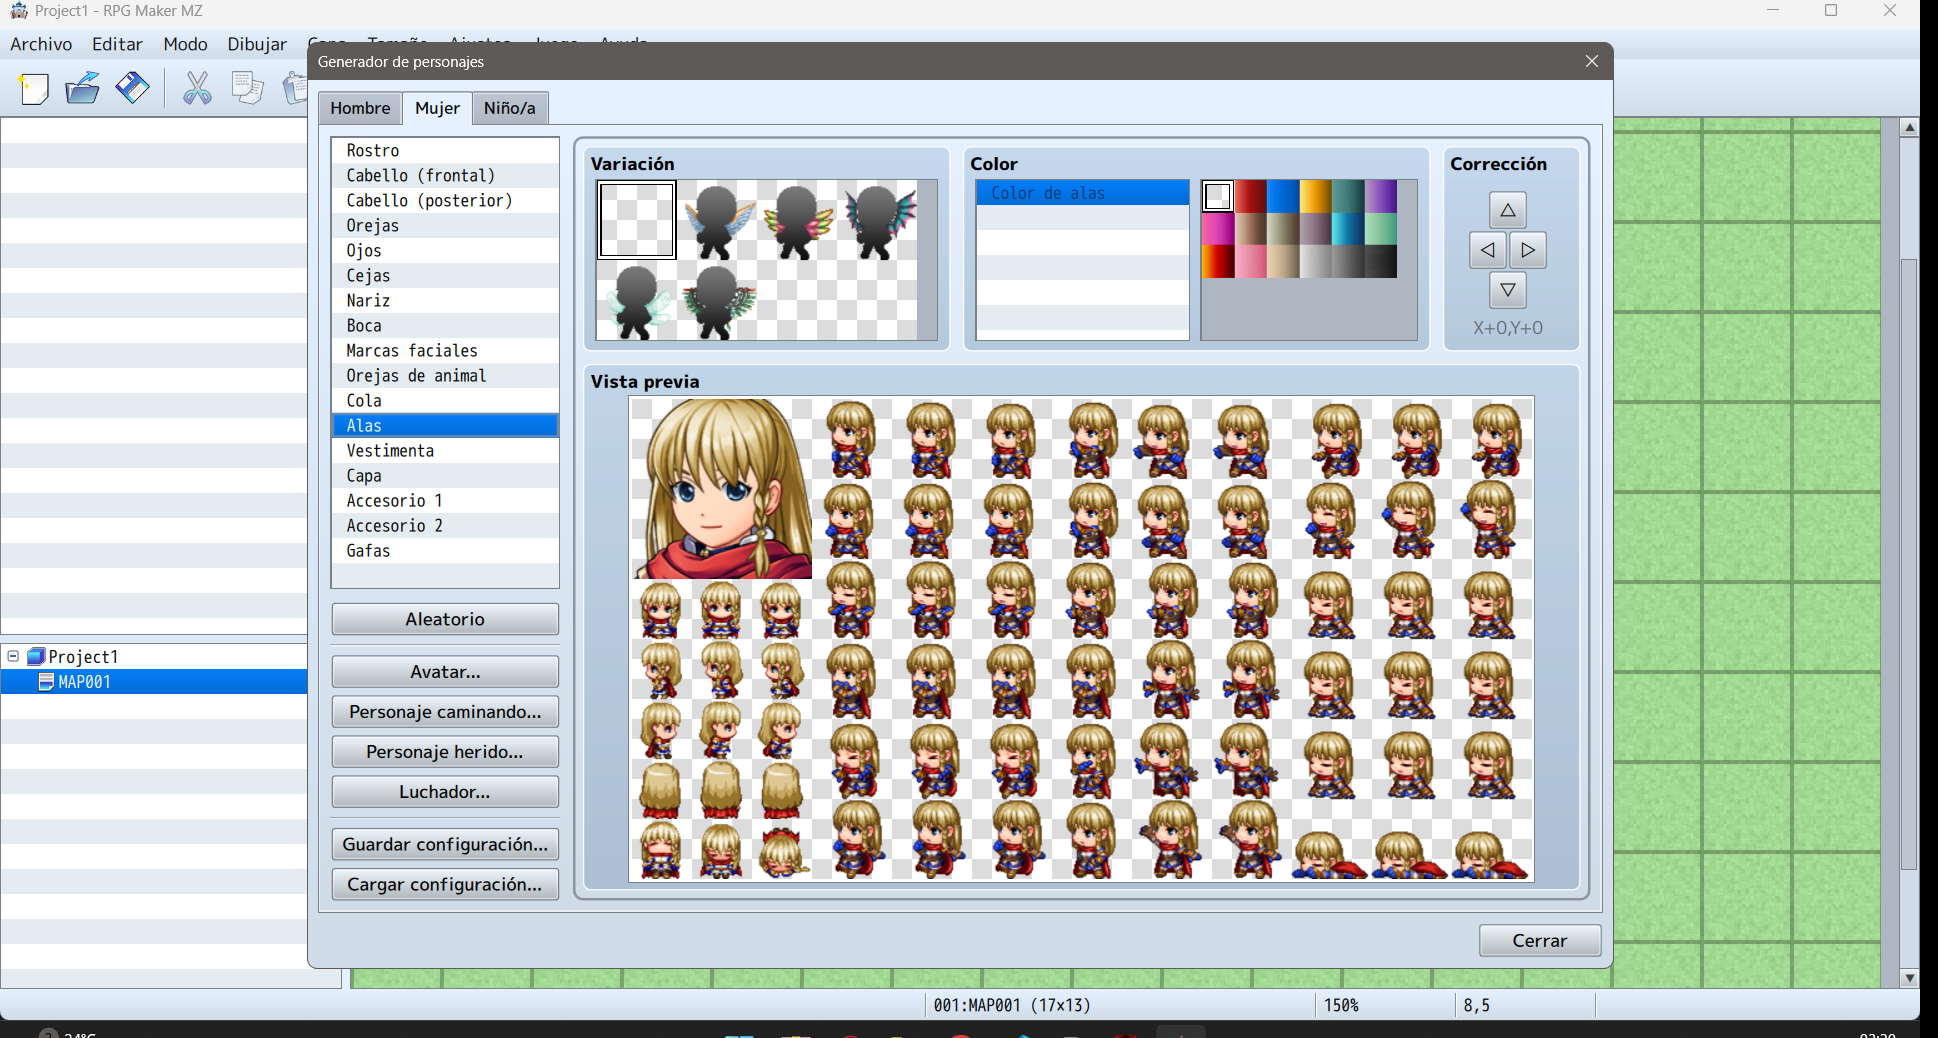 Project1 - RPG Maker MZ
Archivo Editar Modo Dibujar
Generador de personajes
Hombre Mujer Niño/a
Rostro
Cabello (frontal)
Cabello (posterior)
Orejas
Ojos
Cejas
Nariz
Boca
Marcas faciales
Orejas de animal
Cola
Alas
Vestimenta
Capa
Accesorio 1
Accesorio 2
Gafas
Aleatorio
Avatar...
Personaje caminando...
Personaje herido...
Luchador...
Guardar configuración...
Cargar configuración...
Variación
Color
Color de alas
Corrección
X+0,Y+0
Vista previa
Cerrar
Project1
MAP001
001:MAP001 (17×13)
150%
8,5